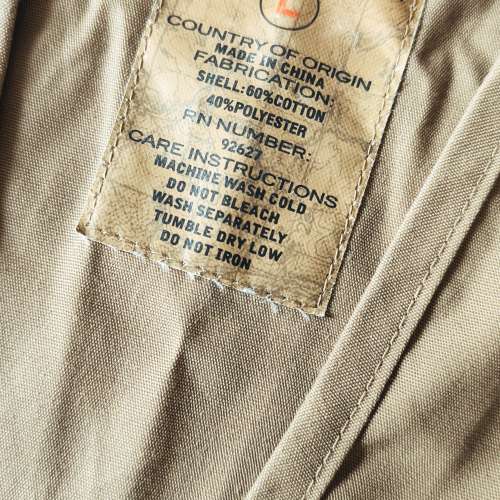 L
COUNTRY OF ORIGIN
MADE IN CHINA
FABRICATION:
SHELL: 60%COTTON
40%POLYESTER
RN NUMBER:
92627
CARE INSTRUCTIONS
MACHINE WASH COLD
DO NOT BLEACH
WASH SEPARATELY
TUMBLE DRY LOW
DO NOT IRON